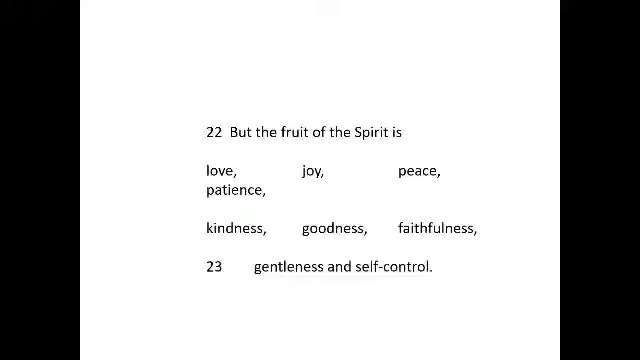 22 But the fruit of the Spirit is
love, joy, peace,
patience,
kindness, goodness, faithfulness,
23 gentleness and self-control.